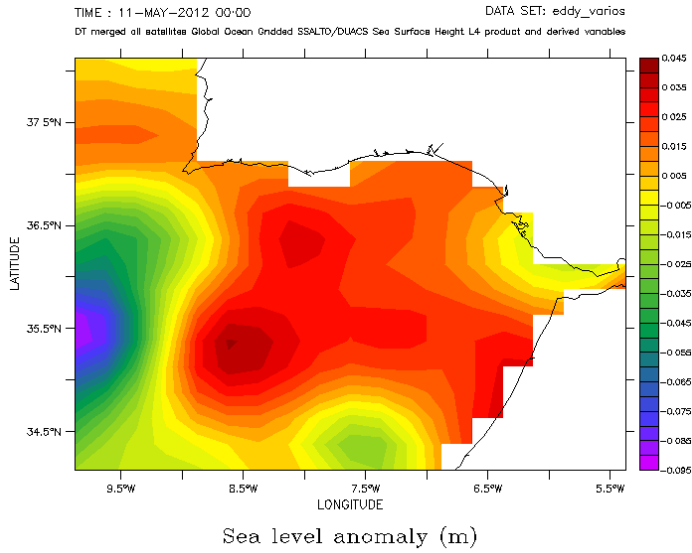 TIME : 11-MAY-2012 00:00
DATA SET: eddy_varios
DT merged all satellites Global Ocean Gridded SSALTO/DUACS Sea Surface Height L4 product and derived variables
0.045
0.035
0.025
0.015
0.005
-0.005
-0.015
-0.025
-0.035
-0.045
-0.055
-0.065
-0.075
-0.085
-0.095
LATITUDE
37.5°N
36.5°N
35.5°N
34.5°N
9.5°W
8.5°W
7.5°W
6.5°W
5.5°W
LONGITUDE
Sea level anomaly (m)